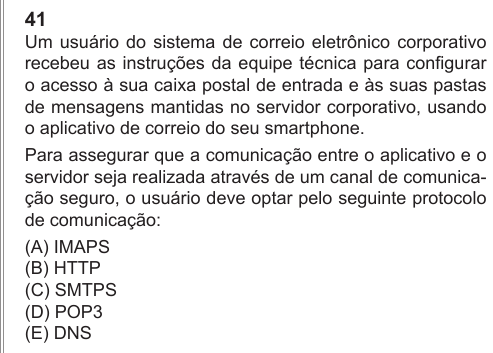 41
Um usuário do sistema de correio eletrônico corporativo
recebeu as instruções da equipe técnica para configurar
o acesso à sua caixa postal de entrada e às suas pastas
de mensagens mantidas no servidor corporativo, usando
o aplicativo de correio do seu smartphone.
Para assegurar que a comunicação entre o aplicativo e o
servidor seja realizada através de um canal de comunica-
ção seguro, o usuário deve optar pelo seguinte protocolo
de comunicação:
(A) IMAPS
(B) HTTP
(C) SMTPS
(D) POP3
(E) DNS